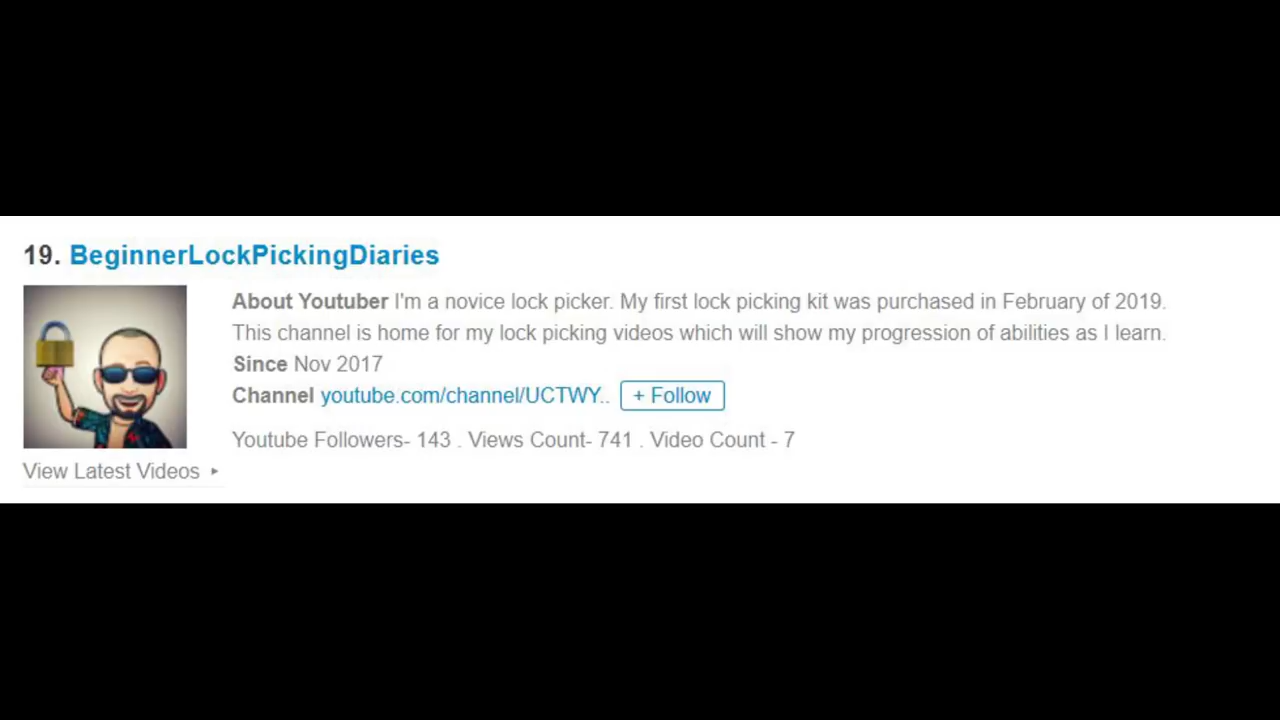 19. BeginnerLockPickingDiaries
About Youtuber I'm a novice lock picker. My first lock picking kit was purchased in February of 2019.
This channel is home for my lock picking videos which will show my progression of abilities as I learn.
Since Nov 2017
Channel youtube.com/channel/UCTWY.. + Follow
Youtube Followers- 143 . Views Count- 741 . Video Count - 7
View Latest Videos ▸